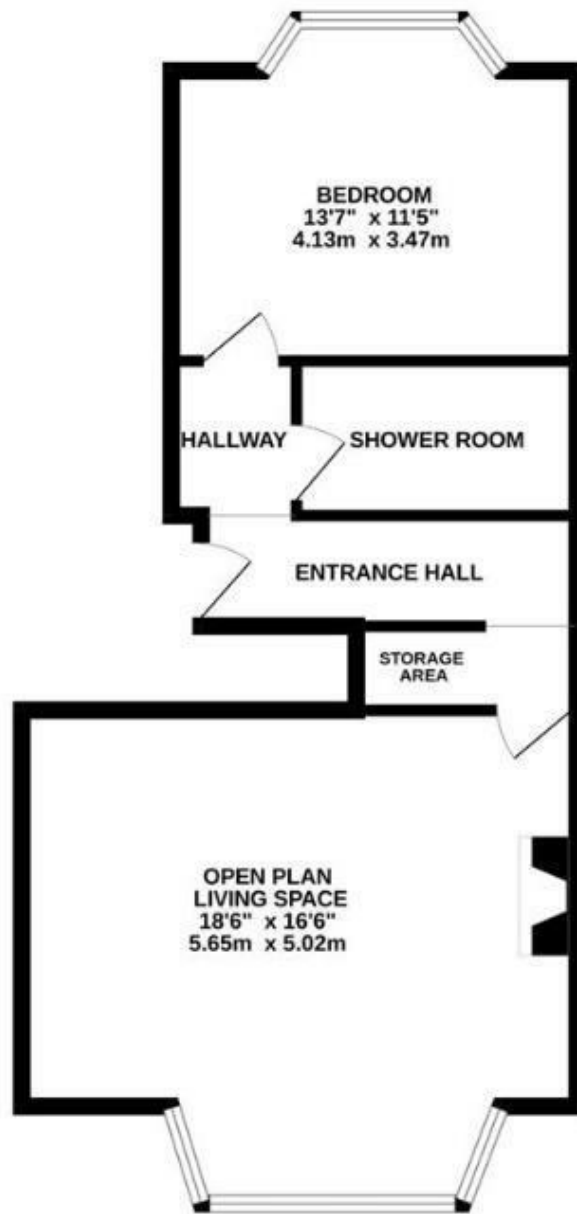 BEDROOM
13'7" x 11'5"
4.13m x 3.47m
HALLWAY
SHOWER ROOM
ENTRANCE HALL
STORAGE
AREA
OPEN PLAN
LIVING SPACE
18'6" x 16'6"
5.65m x 5.02m